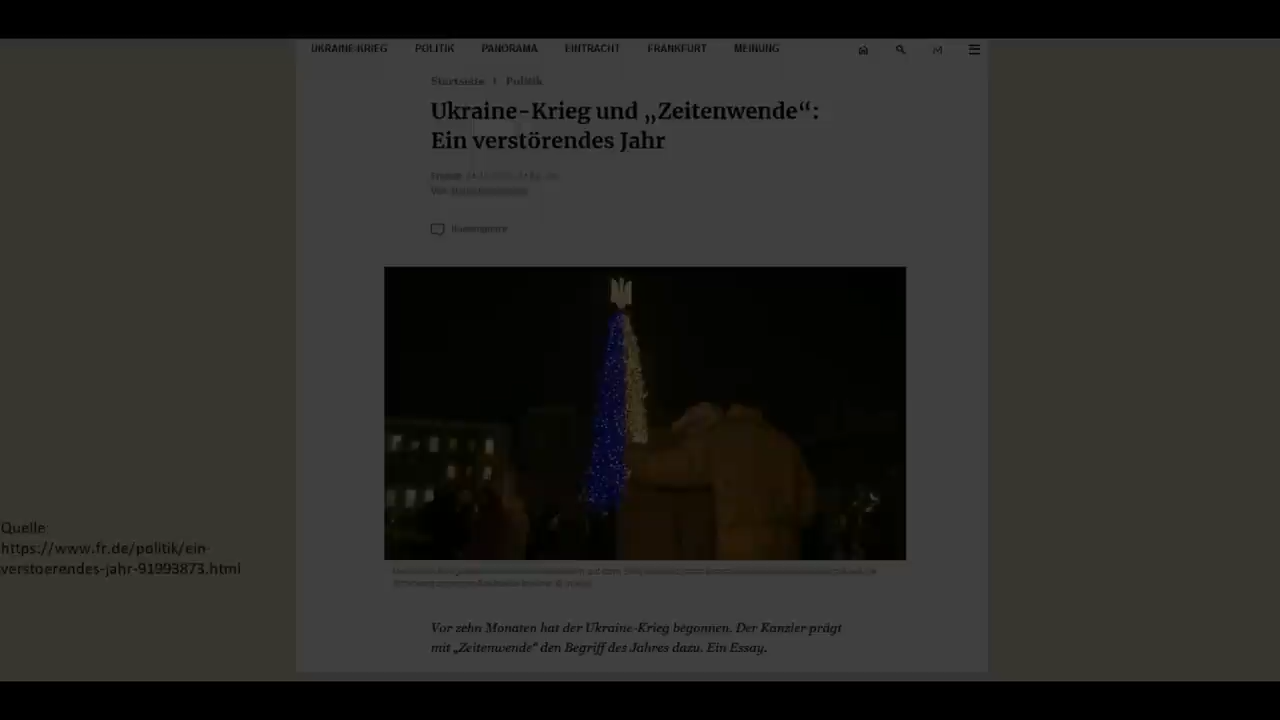 UKRAINE-KRIEG POLITIK PANORAMA EINTRACHT FRANKFURT MEINUNG
Startseite Politik
Ukraine-Krieg und „Zeitenwende“:
Ein verstörendes Jahr
Von
Kommentare
Quelle:
https://www.fr.de/politik/ein-
verstoerendes-jahr-91993873.html
Vor zehn Monaten hat der Ukraine-Krieg begonnen. Der Kanzler prägt
mit „Zeitenwende“ den Begriff des Jahres dazu. Ein Essay.